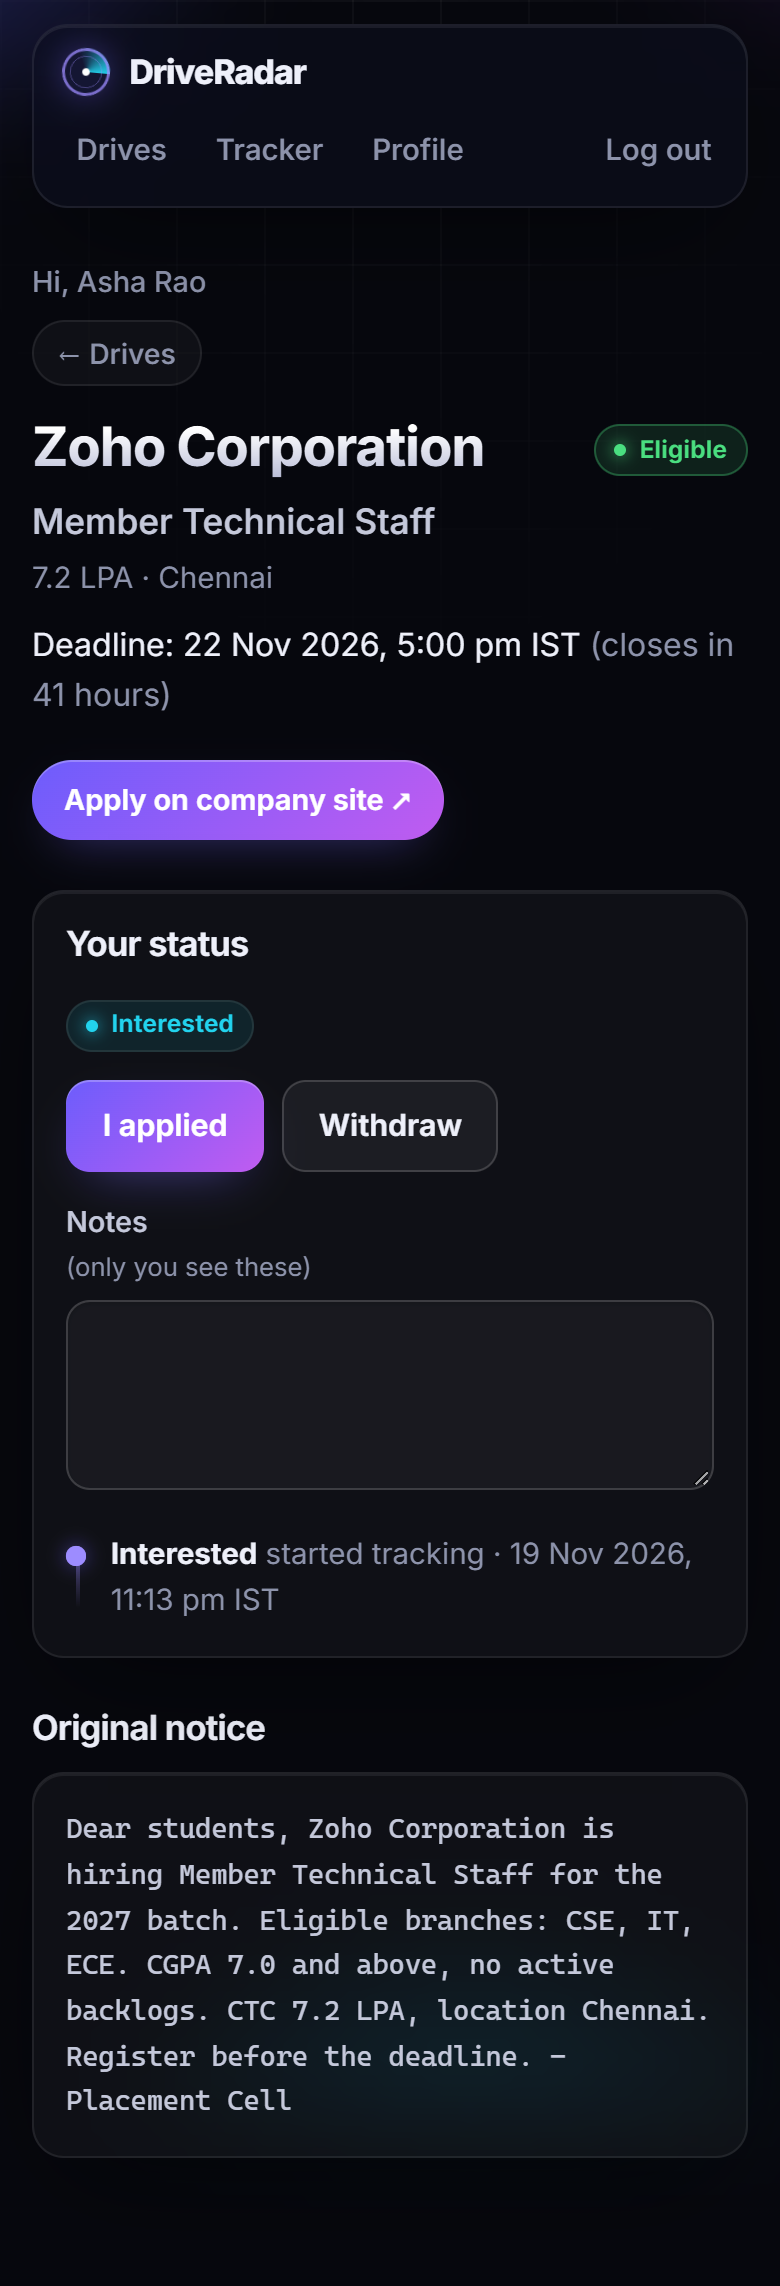 DriveRadar
Drives Tracker Profile Log out
Hi, Asha Rao
← Drives
Zoho Corporation
Eligible
Member Technical Staff
7.2 LPA · Chennai
Deadline: 22 Nov 2026, 5:00 pm IST (closes in
41 hours)
Apply on company site ↗
Your status
Interested
I applied Withdraw
Notes
(only you see these)
Interested started tracking · 19 Nov 2026,
11:13 pm IST
Original notice
Dear students, Zoho Corporation is
hiring Member Technical Staff for the
2027 batch. Eligible branches: CSE, IT,
ECE. CGPA 7.0 and above, no active
backlogs. CTC 7.2 LPA, location Chennai.
Register before the deadline. —
Placement Cell